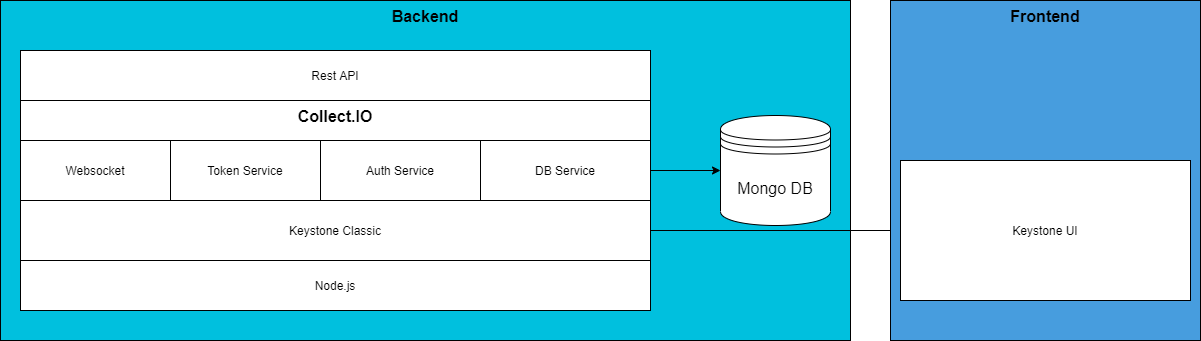 Backend
Frontend
Rest API
Collect.IO
Websocket
Token Service
Auth Service
DB Service
Mongo DB
Keystone Classic
Keystone UI
Node.js